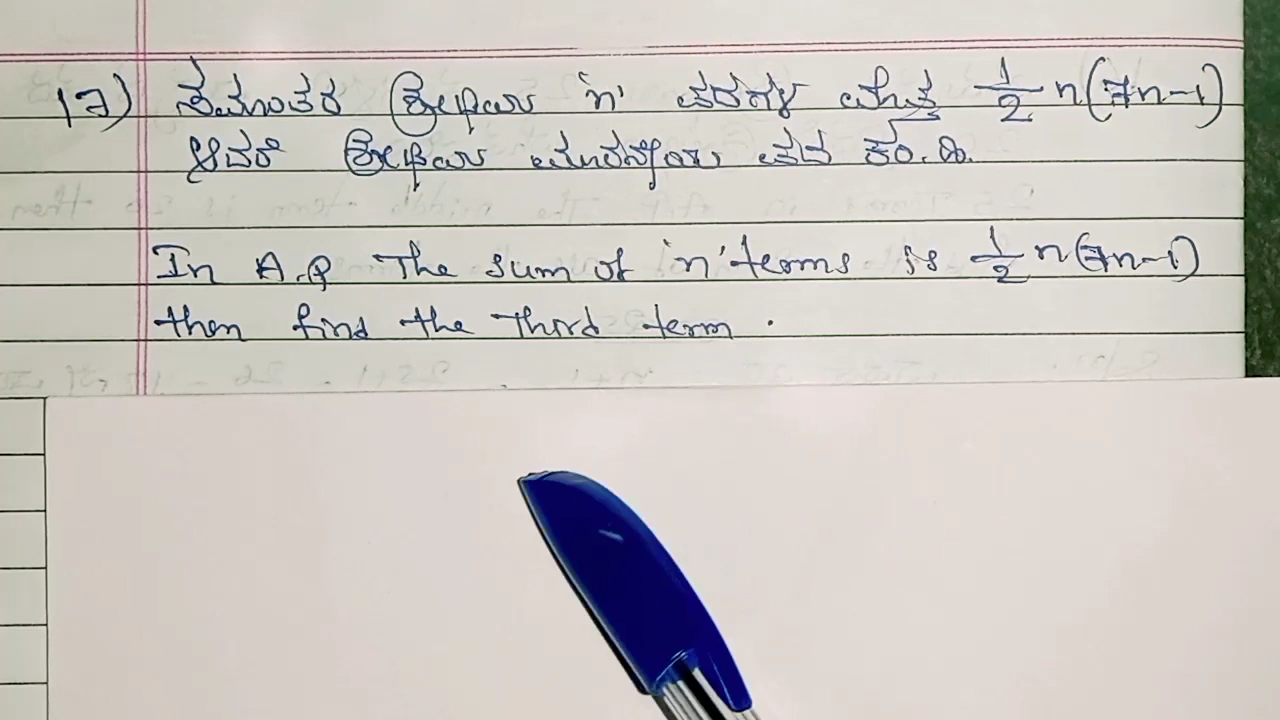 17) ಸಮಾಂತರ ಶ್ರೇಢಿಯ 'n' ಪದಗಳ ಮೊತ್ತ 1/2 n(7n-1)
ಆದರೆ ಶ್ರೇಢಿಯ ಮೂರನೇಯ ಪದ ಕಂ.ಹಿ.
In A.P The sum of 'n' terms is 1/2 n(7n-1)
then find the third term .